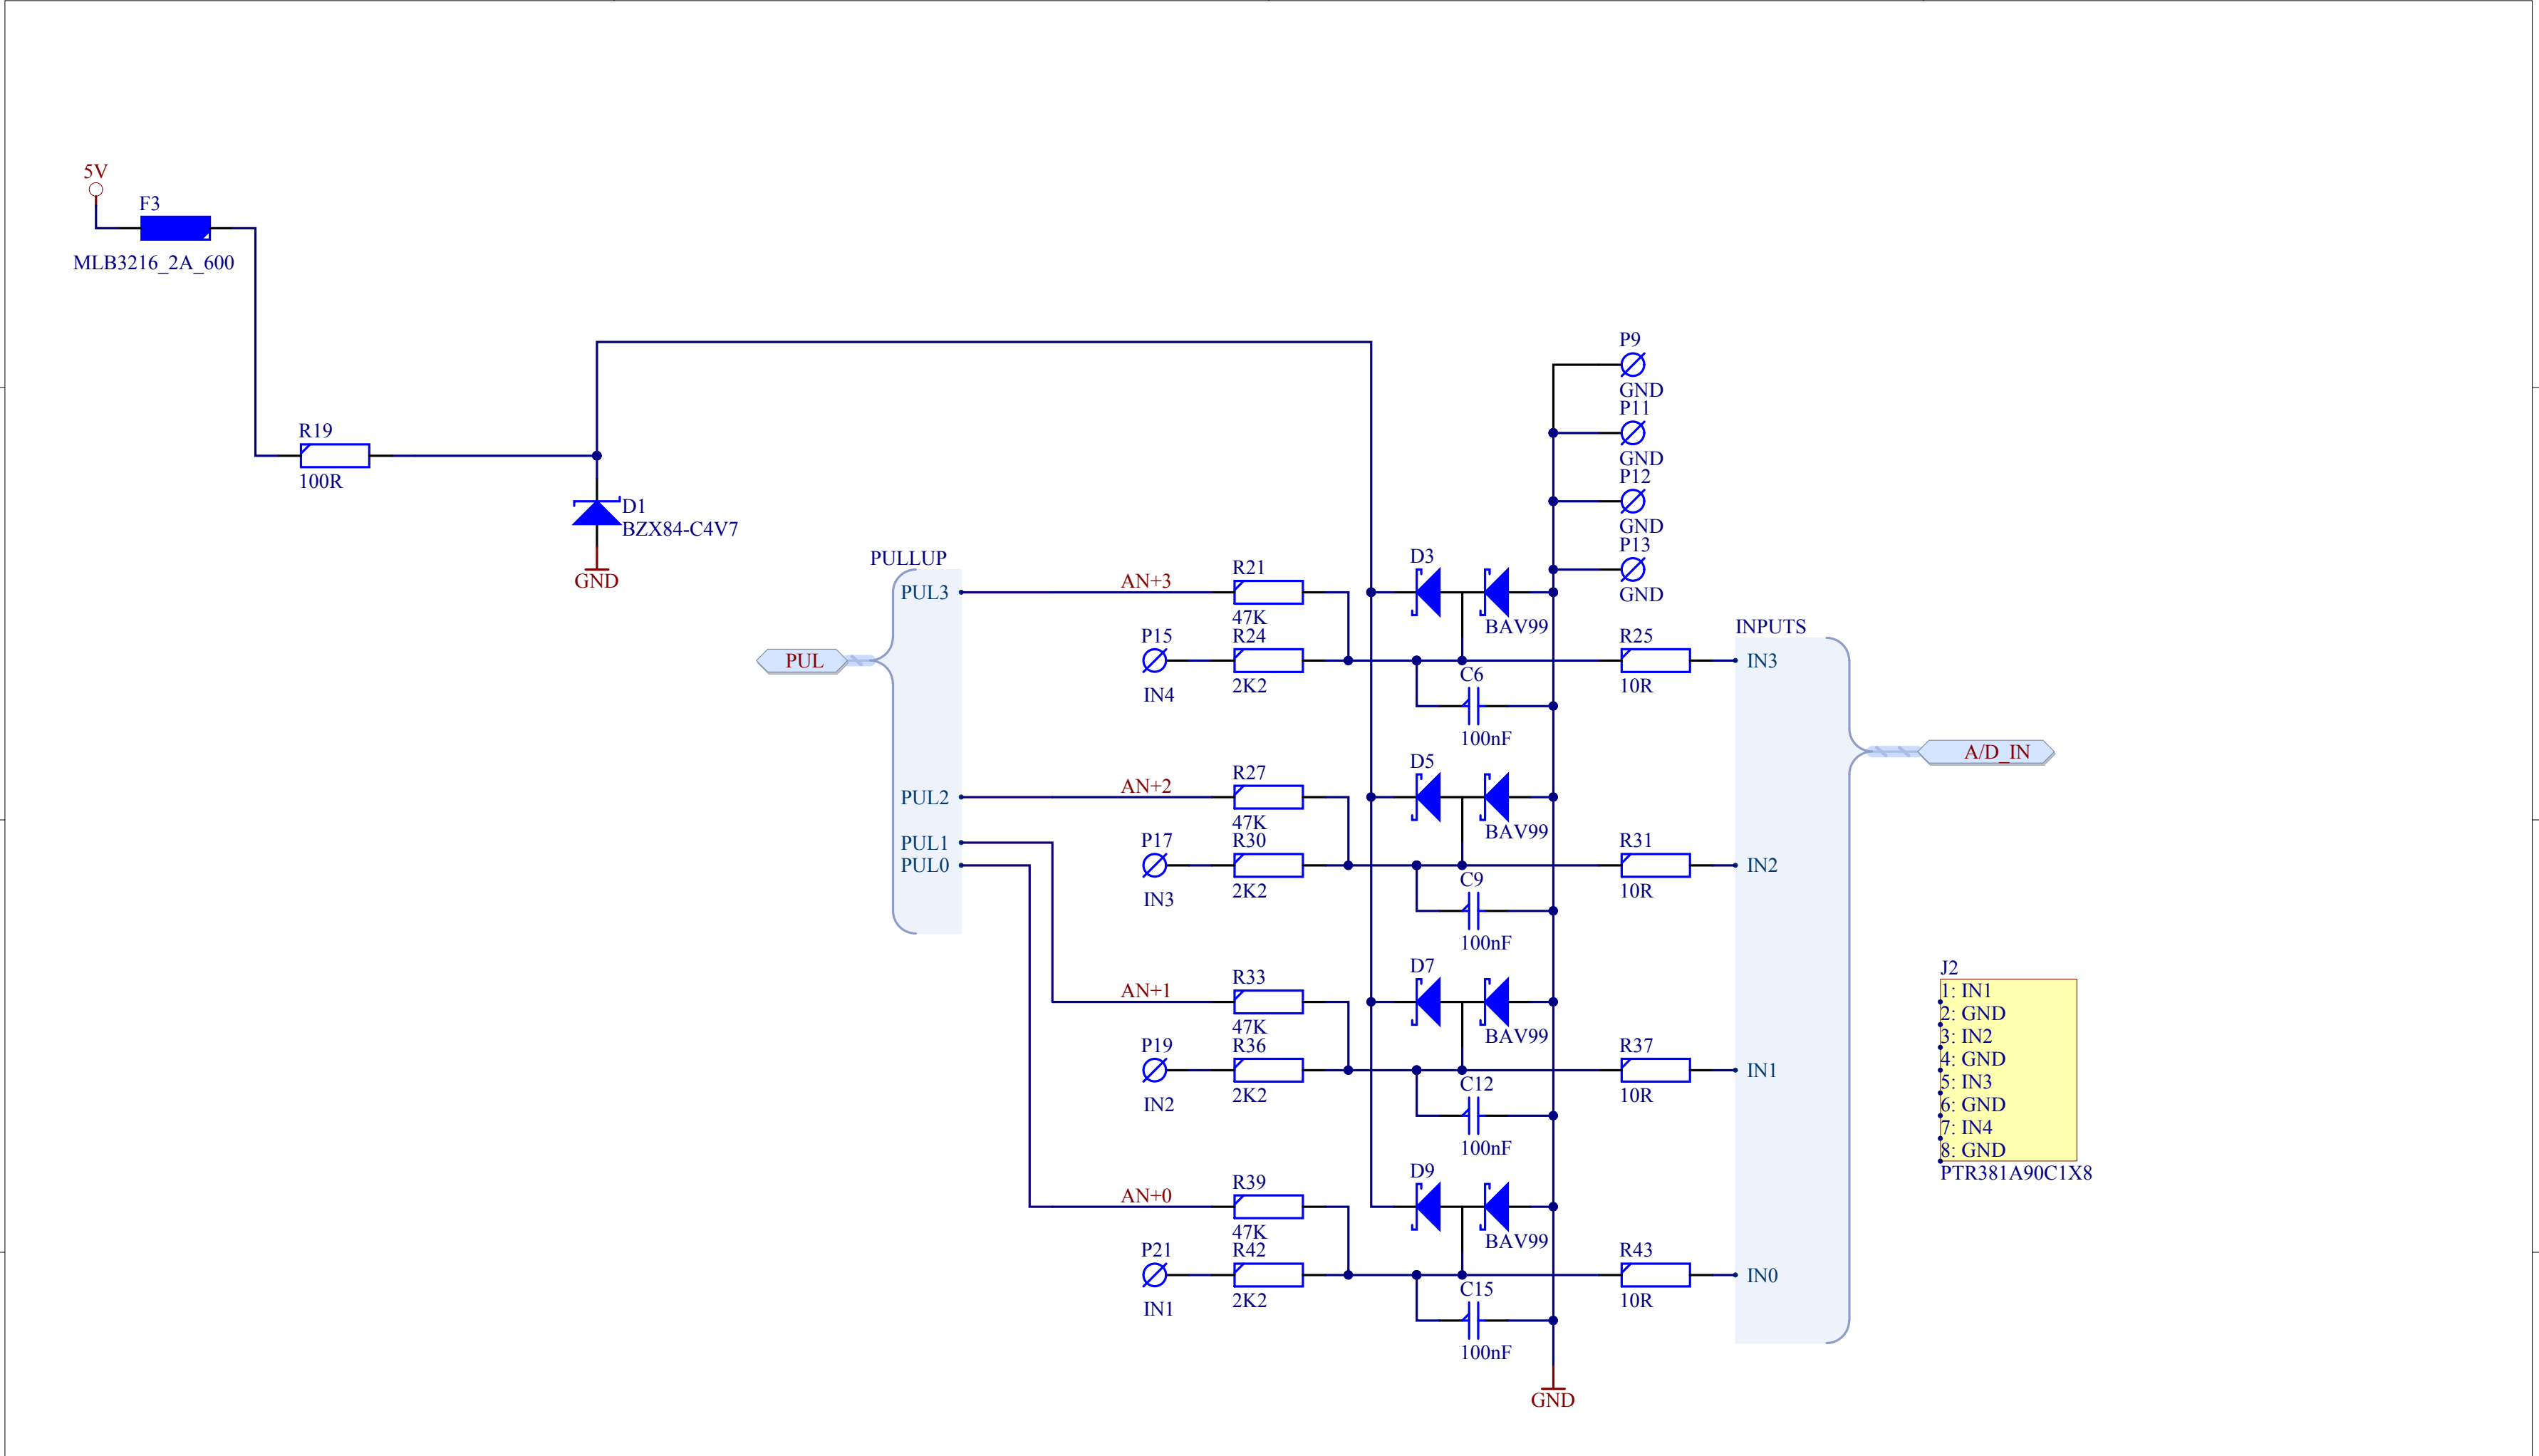 5V
F3
MLB3216_2A_600
R19
100R
D1
BZX84-C4V7
GND
P9
GND
P11
GND
P12
GND
P13
GND
PULLUP
PUL3
PUL2
PUL1
PUL0
PUL
AN+3
R21
47K
P15
R24
IN4
2K2
D3
BAV99
C6
100nF
R25
10R
AN+2
R27
47K
P17
R30
IN3
2K2
D5
BAV99
C9
100nF
R31
10R
AN+1
R33
47K
P19
R36
IN2
2K2
D7
BAV99
C12
100nF
R37
10R
AN+0
R39
47K
P21
R42
IN1
2K2
D9
BAV99
C15
100nF
R43
10R
GND
INPUTS
IN3
IN2
IN1
IN0
A/D_IN
J2
1: IN1
2: GND
3: IN2
4: GND
5: IN3
6: GND
7: IN4
8: GND
PTR381A90C1X8